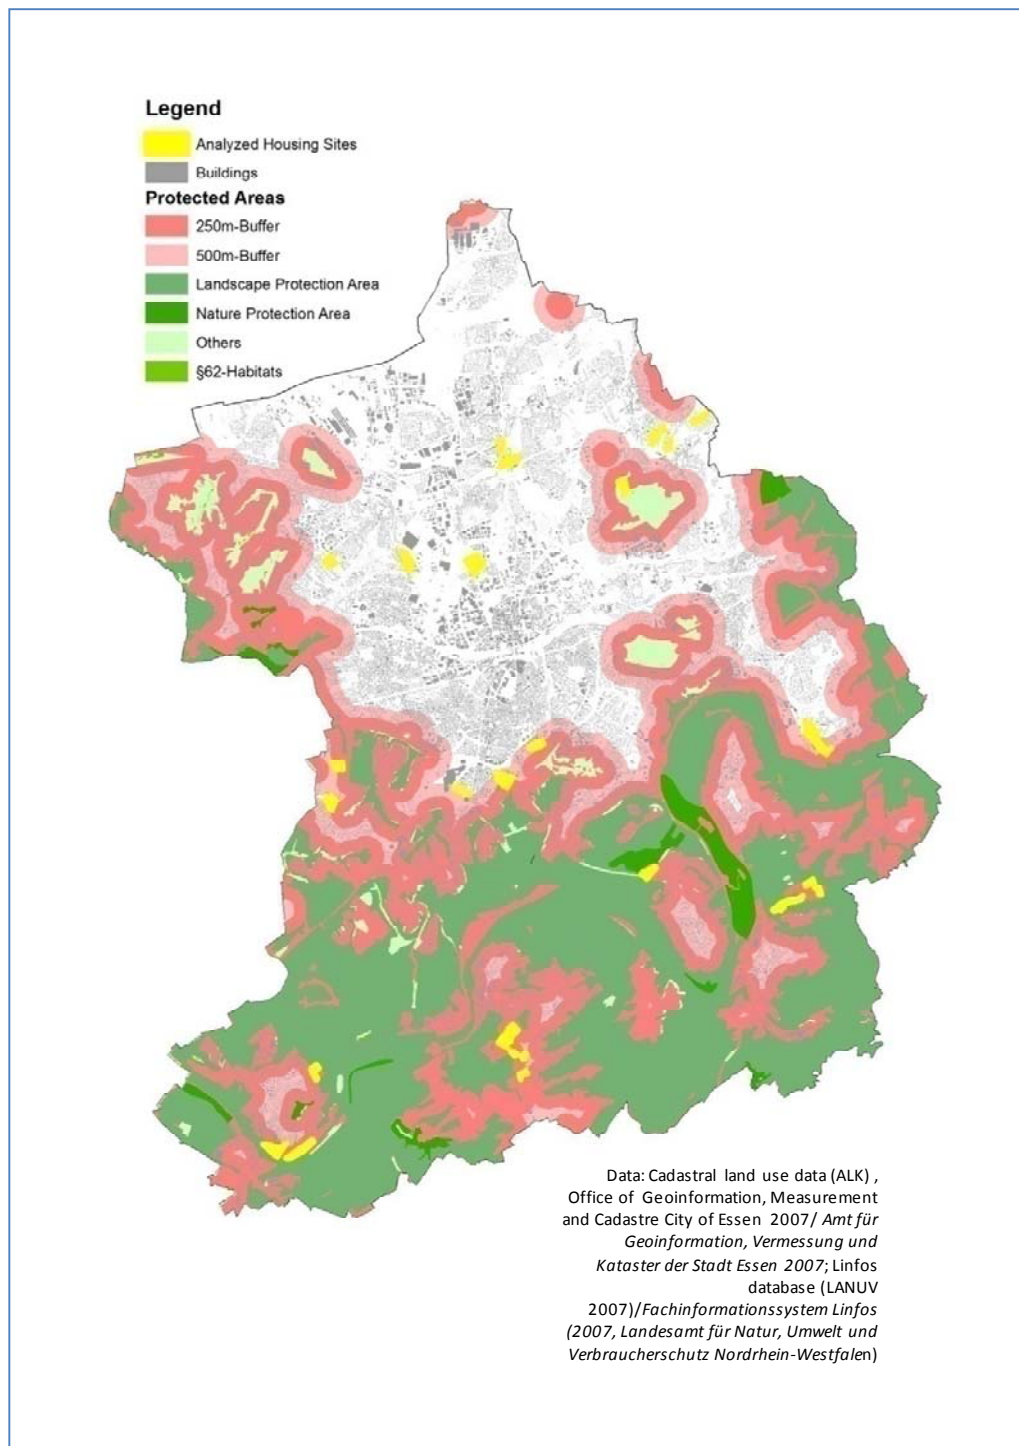 Legend
Analyzed Housing Sites
Buildings
Protected Areas
250m-Buffer
500m-Buffer
Landscape Protection Area
Nature Protection Area
Others
§62-Habitats
Data: Cadastral land use data (ALK) ,
Office of Geoinformation, Measurement
and Cadastre City of Essen 2007/ Amt für
Geoinformation, Vermessung und
Kataster der Stadt Essen 2007; Linfos
database (LANUV
2007)/Fachinformationssystem Linfos
(2007, Landesamt für Natur, Umwelt und
Verbraucherschutz Nordrhein-Westfalen)